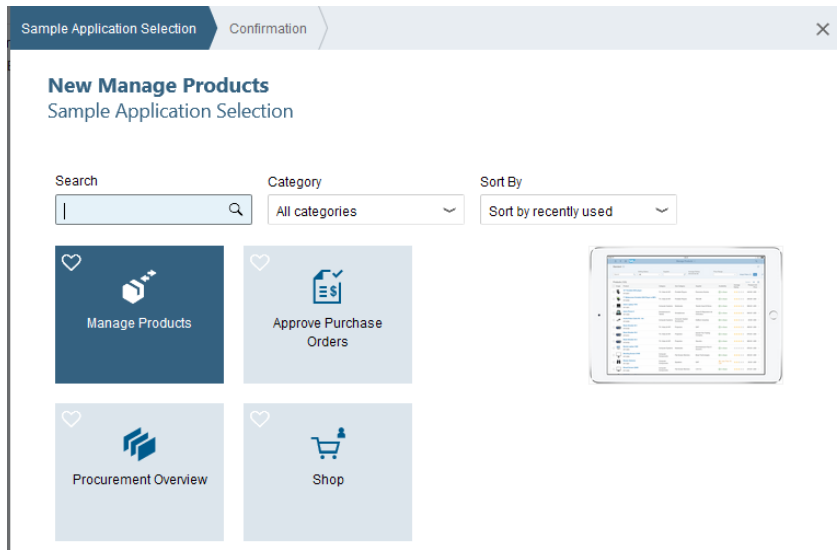 Sample Application Selection
Confirmation
New Manage Products
Sample Application Selection
Search
Category
Sort By
All categories
Sort by recently used
Manage Products
Approve Purchase
Orders
Procurement Overview
Shop